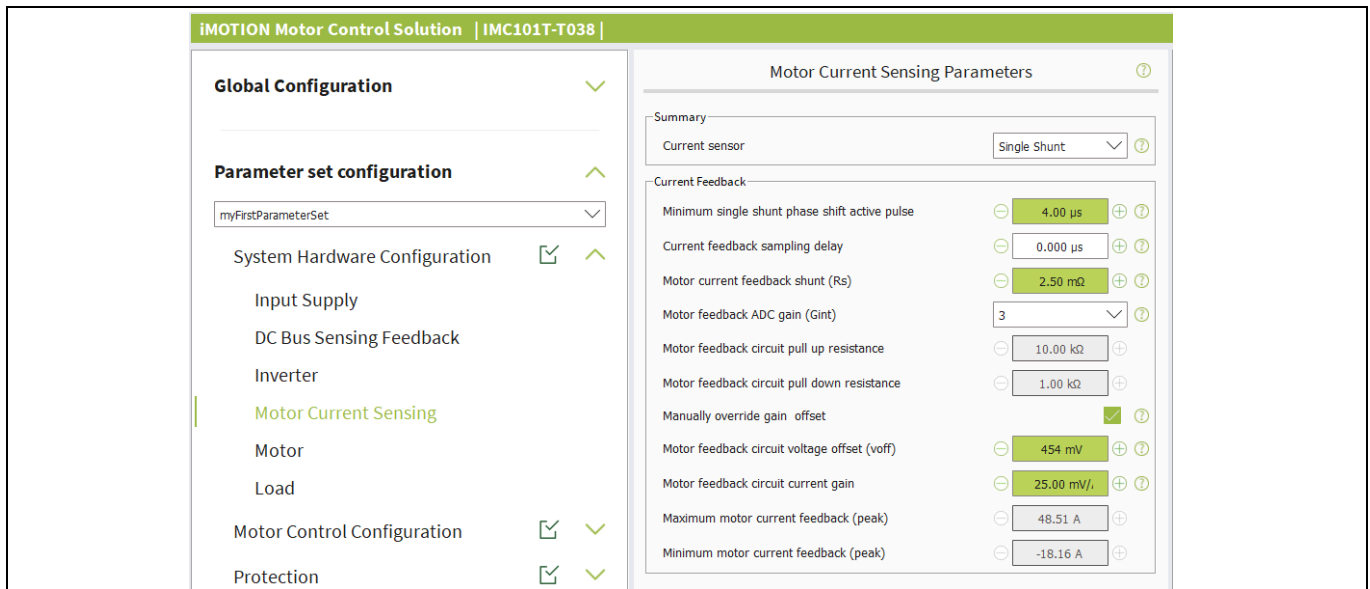 iMOTION Motor Control Solution | IMC101T-T038 |
Global Configuration
Parameter set configuration
myFirstParameterSet
System Hardware Configuration
Input Supply
DC Bus Sensing Feedback
Inverter
Motor Current Sensing
Motor
Load
Motor Control Configuration
Protection
Motor Current Sensing Parameters ?
Summary
Current sensor Single Shunt ?
Current Feedback
Minimum single shunt phase shift active pulse 4.00 µs ?
Current feedback sampling delay 0.000 µs ?
Motor current feedback shunt (Rs) 2.50 mΩ ?
Motor feedback ADC gain (Gint) 3 ?
Motor feedback circuit pull up resistance 10.00 kΩ
Motor feedback circuit pull down resistance 1.00 kΩ
Manually override gain offset ?
Motor feedback circuit voltage offset (voff) 454 mV ?
Motor feedback circuit current gain 25.00 mV/ ?
Maximum motor current feedback (peak) 48.51 A
Minimum motor current feedback (peak) -18.16 A